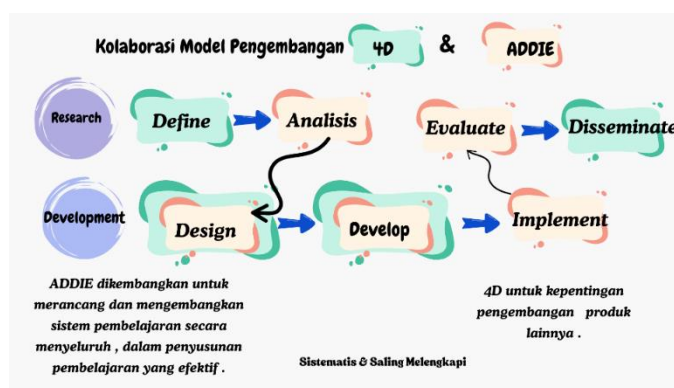 Kolaborasi Model Pengembangan 4D & ADDIE
Research
Define
Analisis
Evaluate
Disseminate
Development
Design
Develop
Implement
ADDIE dikembangkan untuk
merancang dan mengembangkan
sistem pembelajaran secara
menyeluruh , dalam penyusunan
pembelajaran yang efektif .
4D untuk kepentingan
pengembangan produk
lainnya .
Sistematis & Saling Melengkapi